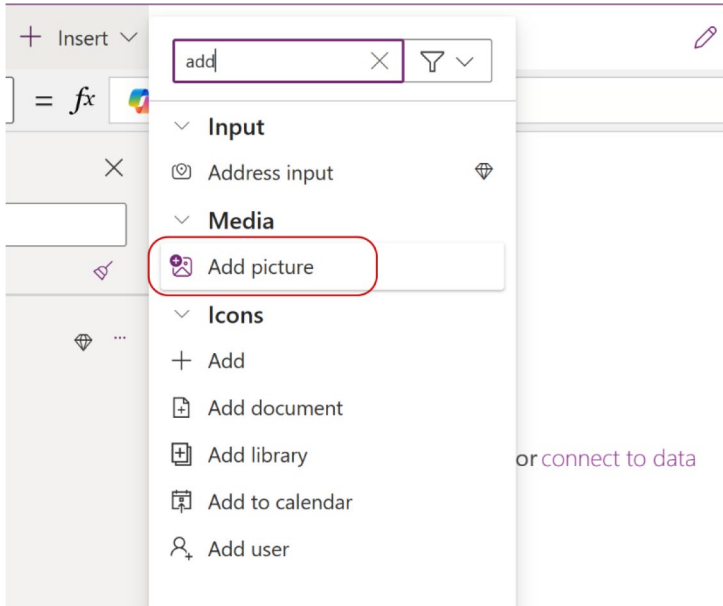 Insert
add
= fx
Input
Address input
Media
Add picture
Icons
Add
Add document
Add library
or connect to data
Add to calendar
Add user